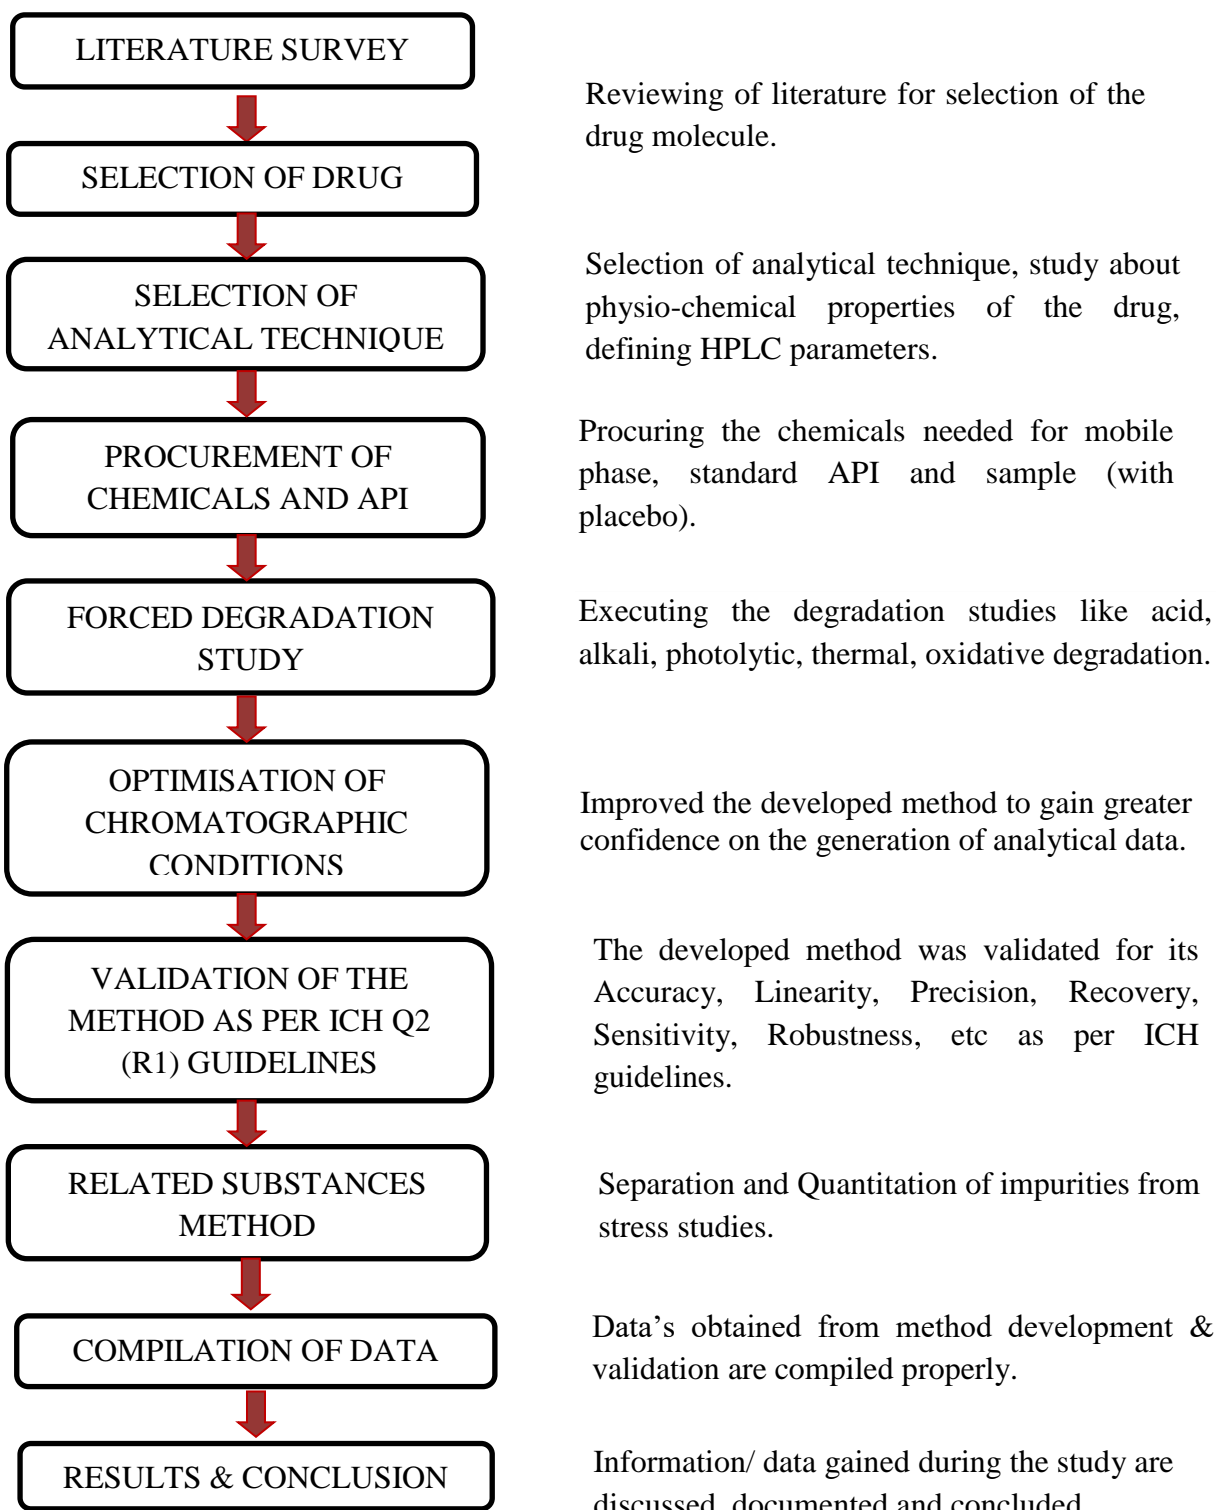 LITERATURE SURVEY
Reviewing of literature for selection of the
drug molecule.
SELECTION OF DRUG
SELECTION OF
ANALYTICAL TECHNIQUE
Selection of analytical technique, study about
physio-chemical properties of the drug,
defining HPLC parameters.
PROCUREMENT OF
CHEMICALS AND API
Procuring the chemicals needed for mobile
phase, standard API and sample (with
placebo).
FORCED DEGRADATION
STUDY
Executing the degradation studies like acid,
alkali, photolytic, thermal, oxidative degradation.
OPTIMISATION OF
CHROMATOGRAPHIC
CONDITIONS
Improved the developed method to gain greater
confidence on the generation of analytical data.
VALIDATION OF THE
METHOD AS PER ICH Q2
(R1) GUIDELINES
The developed method was validated for its
Accuracy, Linearity, Precision, Recovery,
Sensitivity, Robustness, etc as per ICH
guidelines.
RELATED SUBSTANCES
METHOD
Separation and Quantitation of impurities from
stress studies.
COMPILATION OF DATA
Data’s obtained from method development &
validation are compiled properly.
RESULTS & CONCLUSION
Information/ data gained during the study are
discussed, documented and concluded